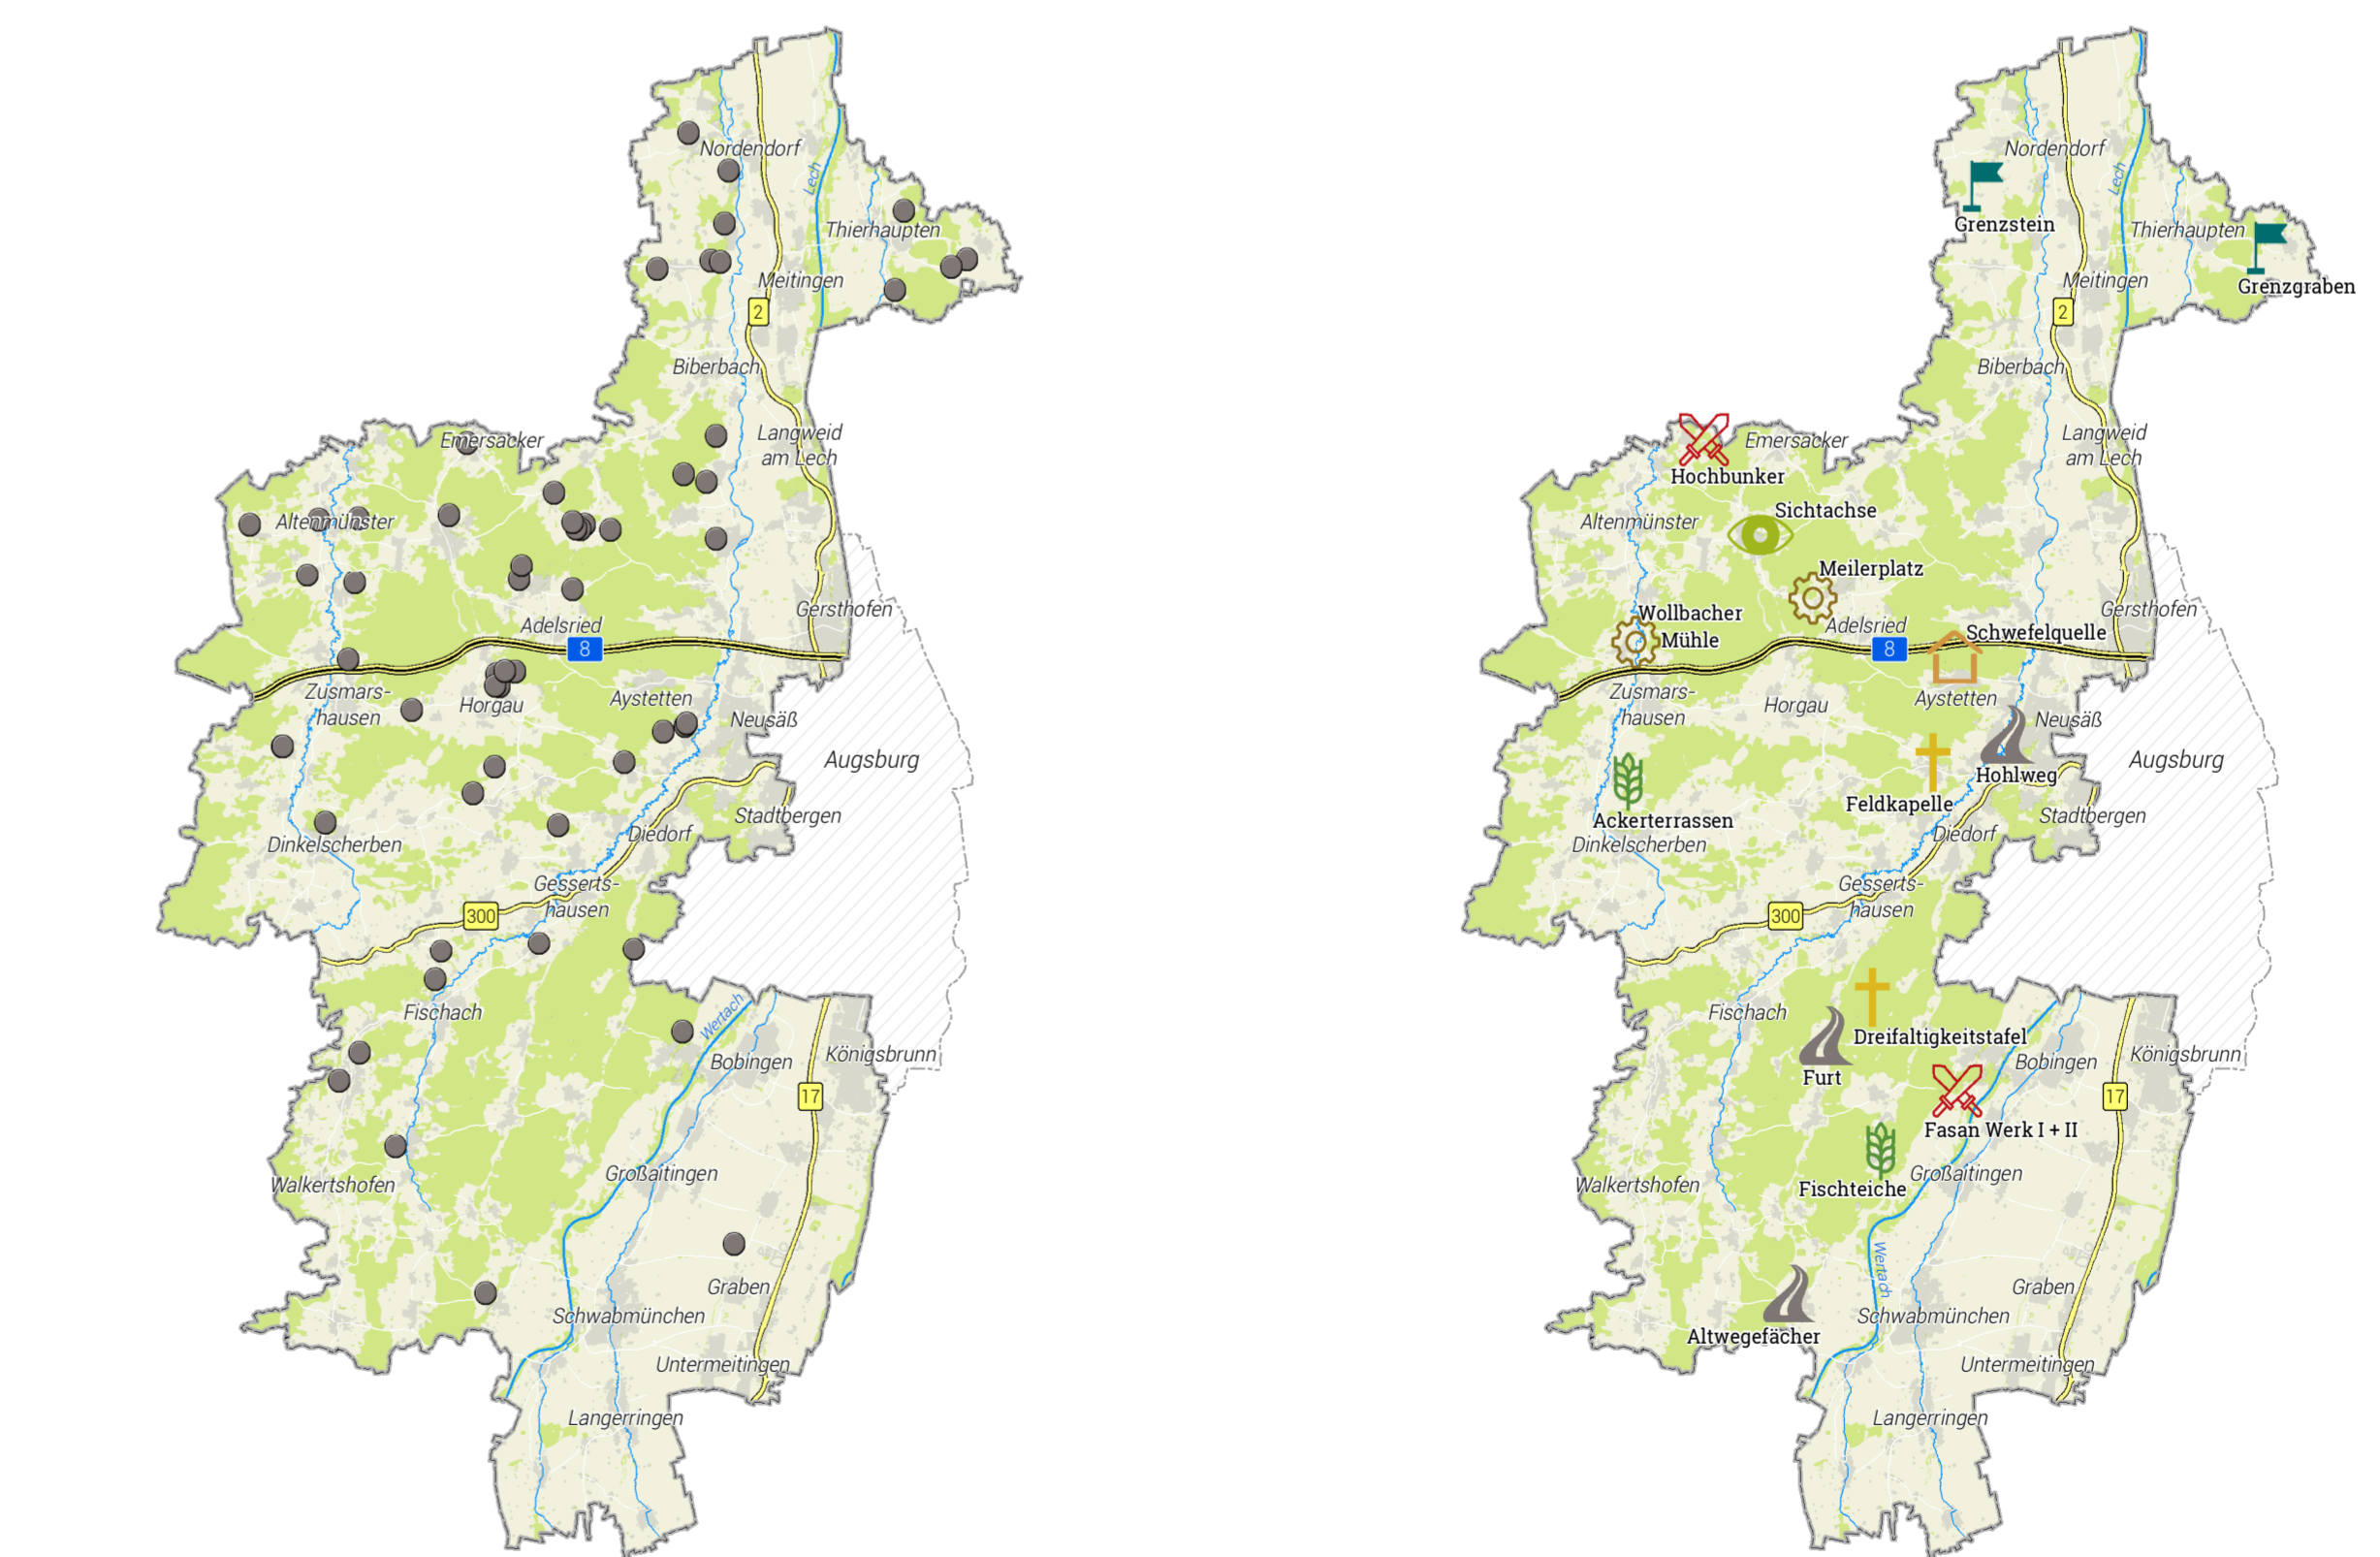 Nordendorf
Lech
Thierhaupten
Meitingen
2
Biberbach
Langweid
am Lech
Emersacker
Altenmünster
Gersthofen
Adelsried
8
Zusmars-
hausen
Horgau
Aystetten
Neusäß
Augsburg
Stadtbergen
Diedorf
Dinkelscherben
Gesserts-
hausen
300
Fischach
Wertach
Bobingen
Königsbrunn
17
Großaitingen
Walkertshofen
Graben
Schwabmünchen
Untermeitingen
Langerringen
Nordendorf
Lech
Grenzstein
Thierhaupten
Meitingen
Grenzgraben
2
Biberbach
Langweid
am Lech
Emersacker
Hochbunker
Sichtachse
Altenmünster
Meilerplatz
Wollbacher
Mühle
Gersthofen
Adelsried
Schwefelquelle
8
Zusmars-
hausen
Horgau
Aystetten
Neusäß
Augsburg
Hohlweg
Feldkapelle
Ackerterrassen
Stadtbergen
Diedorf
Dinkelscherben
Gesserts-
hausen
300
Fischach
Dreifaltigkeitstafel
Bobingen
Königsbrunn
Furt
17
Fasan Werk I + II
Großaitingen
Fischteiche
Walkertshofen
Wertach
Graben
Schwabmünchen
Altwegefächer
Untermeitingen
Langerringen